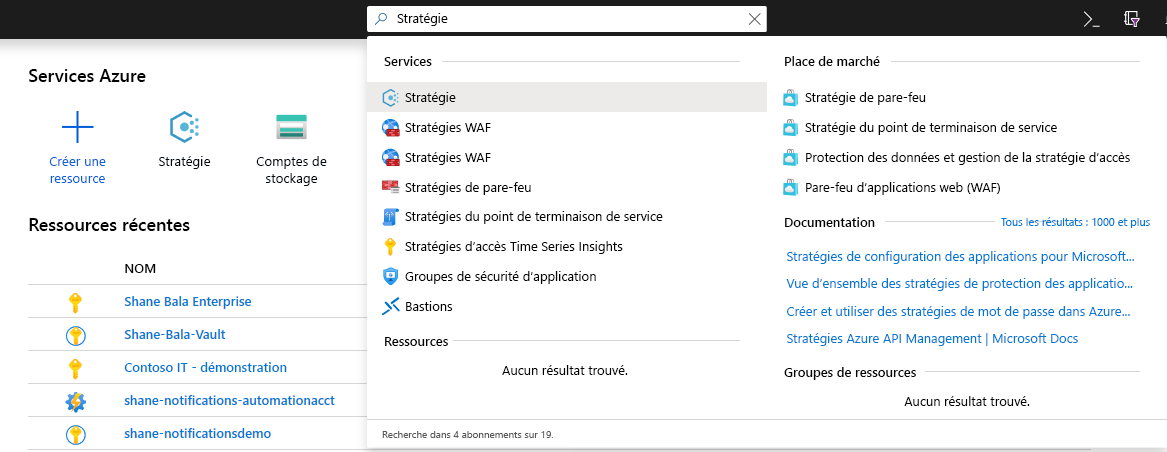 Stratégie
Services Azure
Créer une
ressource
Stratégie
Comptes de
stockage
Ressources récentes
NOM
Shane Bala Enterprise
Shane-Bala-Vault
Contoso IT - démonstration
shane-notifications-automationacct
shane-notificationsdemo
Services
Stratégie
Stratégies WAF
Stratégies WAF
Stratégies de pare-feu
Stratégies du point de terminaison de service
Stratégies d'accès Time Series Insights
Groupes de sécurité d'application
Bastions
Ressources
Aucun résultat trouvé.
Place de marché
Stratégie de pare-feu
Stratégie du point de terminaison de service
Protection des données et gestion de la stratégie d'accès
Pare-feu d'applications web (WAF)
Documentation
Tous les résultats : 1000 et plus
Stratégies de configuration des applications pour Microsoft...
Vue d'ensemble des stratégies de protection des applicatio...
Créer et utiliser des stratégies de mot de passe dans Azure...
Stratégies Azure API Management | Microsoft Docs
Groupes de ressources
Aucun résultat trouvé.
Recherche dans 4 abonnements sur 19.